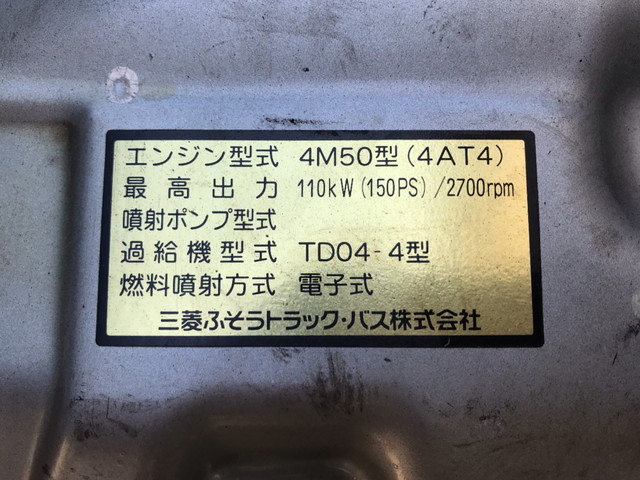 エンジン型式 4M50型(4AT4)
最高出力 110kW(150PS)/2700rpm
噴射ポンプ型式
過給機型式 TD04-4型
燃料噴射方式 電子式
三菱ふそうトラック・バス株式会社